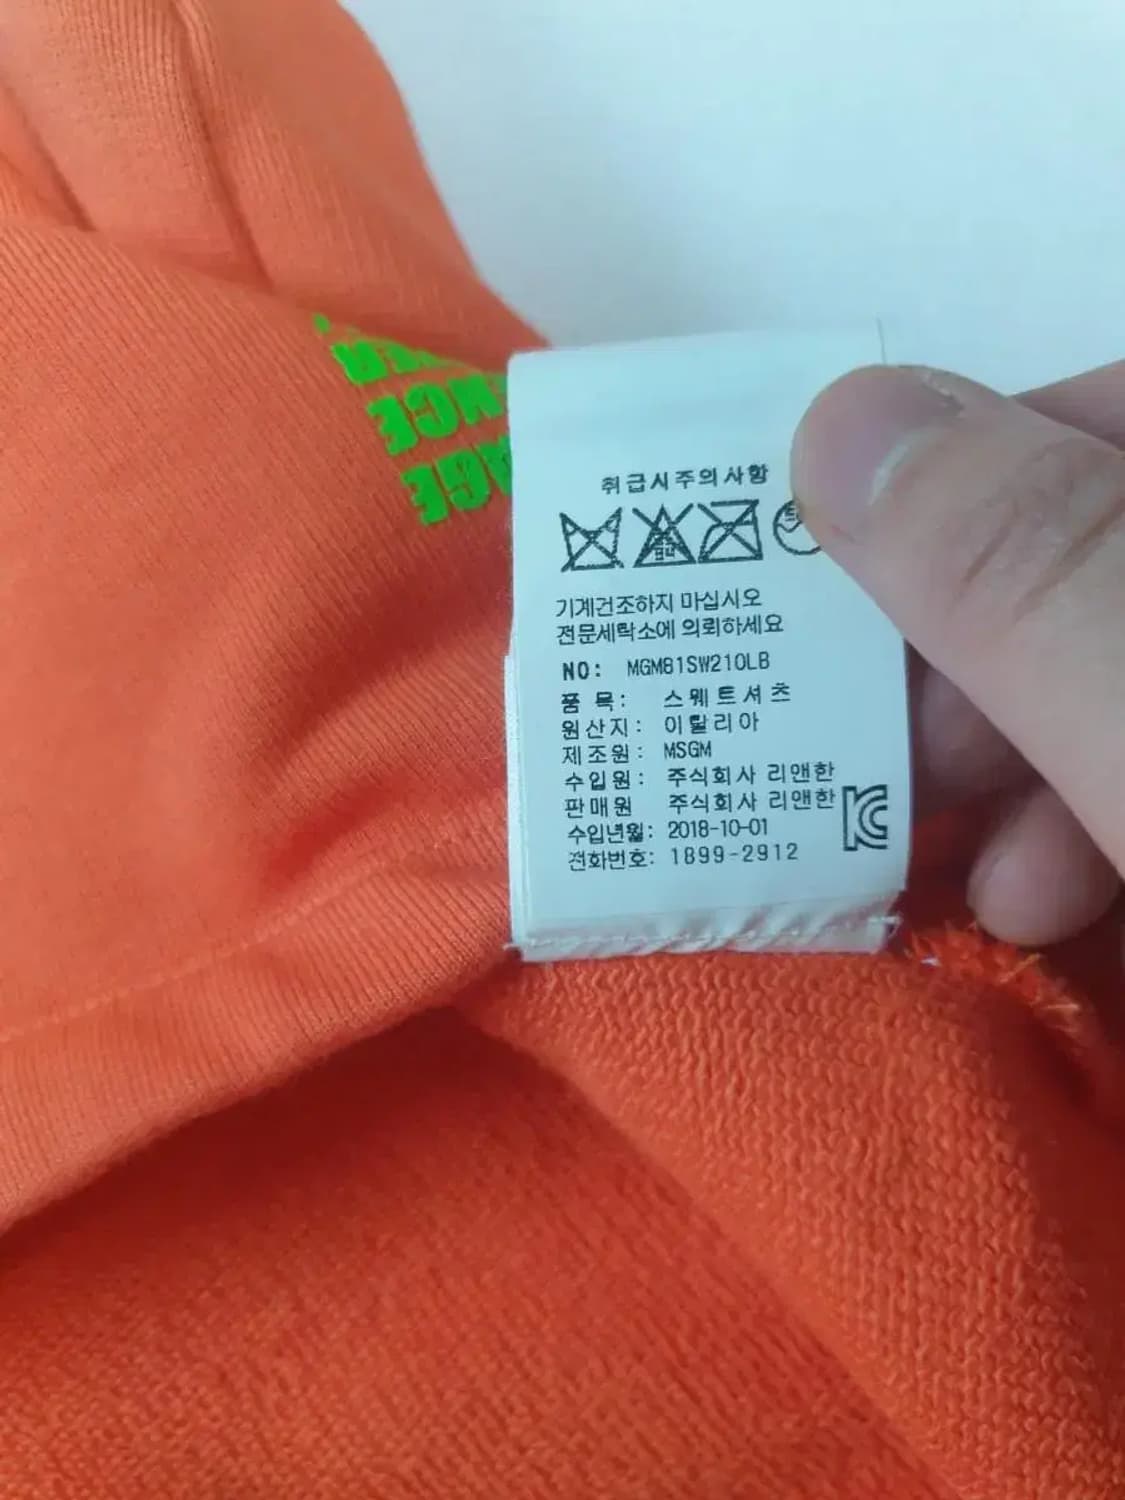 취급시주의사항
기계건조하지 마십시오
전문세탁소에 의뢰하세요
NO: MGM81SW210LB
품 목: 스웨트셔츠
원산지: 이탈리아
제조원: MSGM
수입원: 주식회사 리앤한
판매원 주식회사 리앤한
수입년월: 2018-10-01
전화번호: 1899-2912
KC